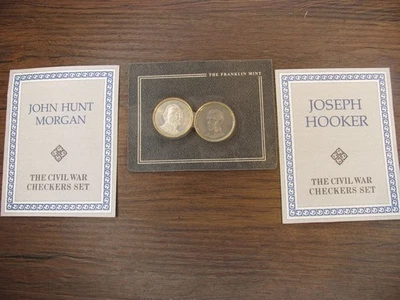 JOHN HUNT
MORGAN
THE CIVIL WAR
CHECKERS SET
THE FRANKLIN MINT
JOSEPH
HOOKER
THE CIVIL WAR
CHECKERS SET